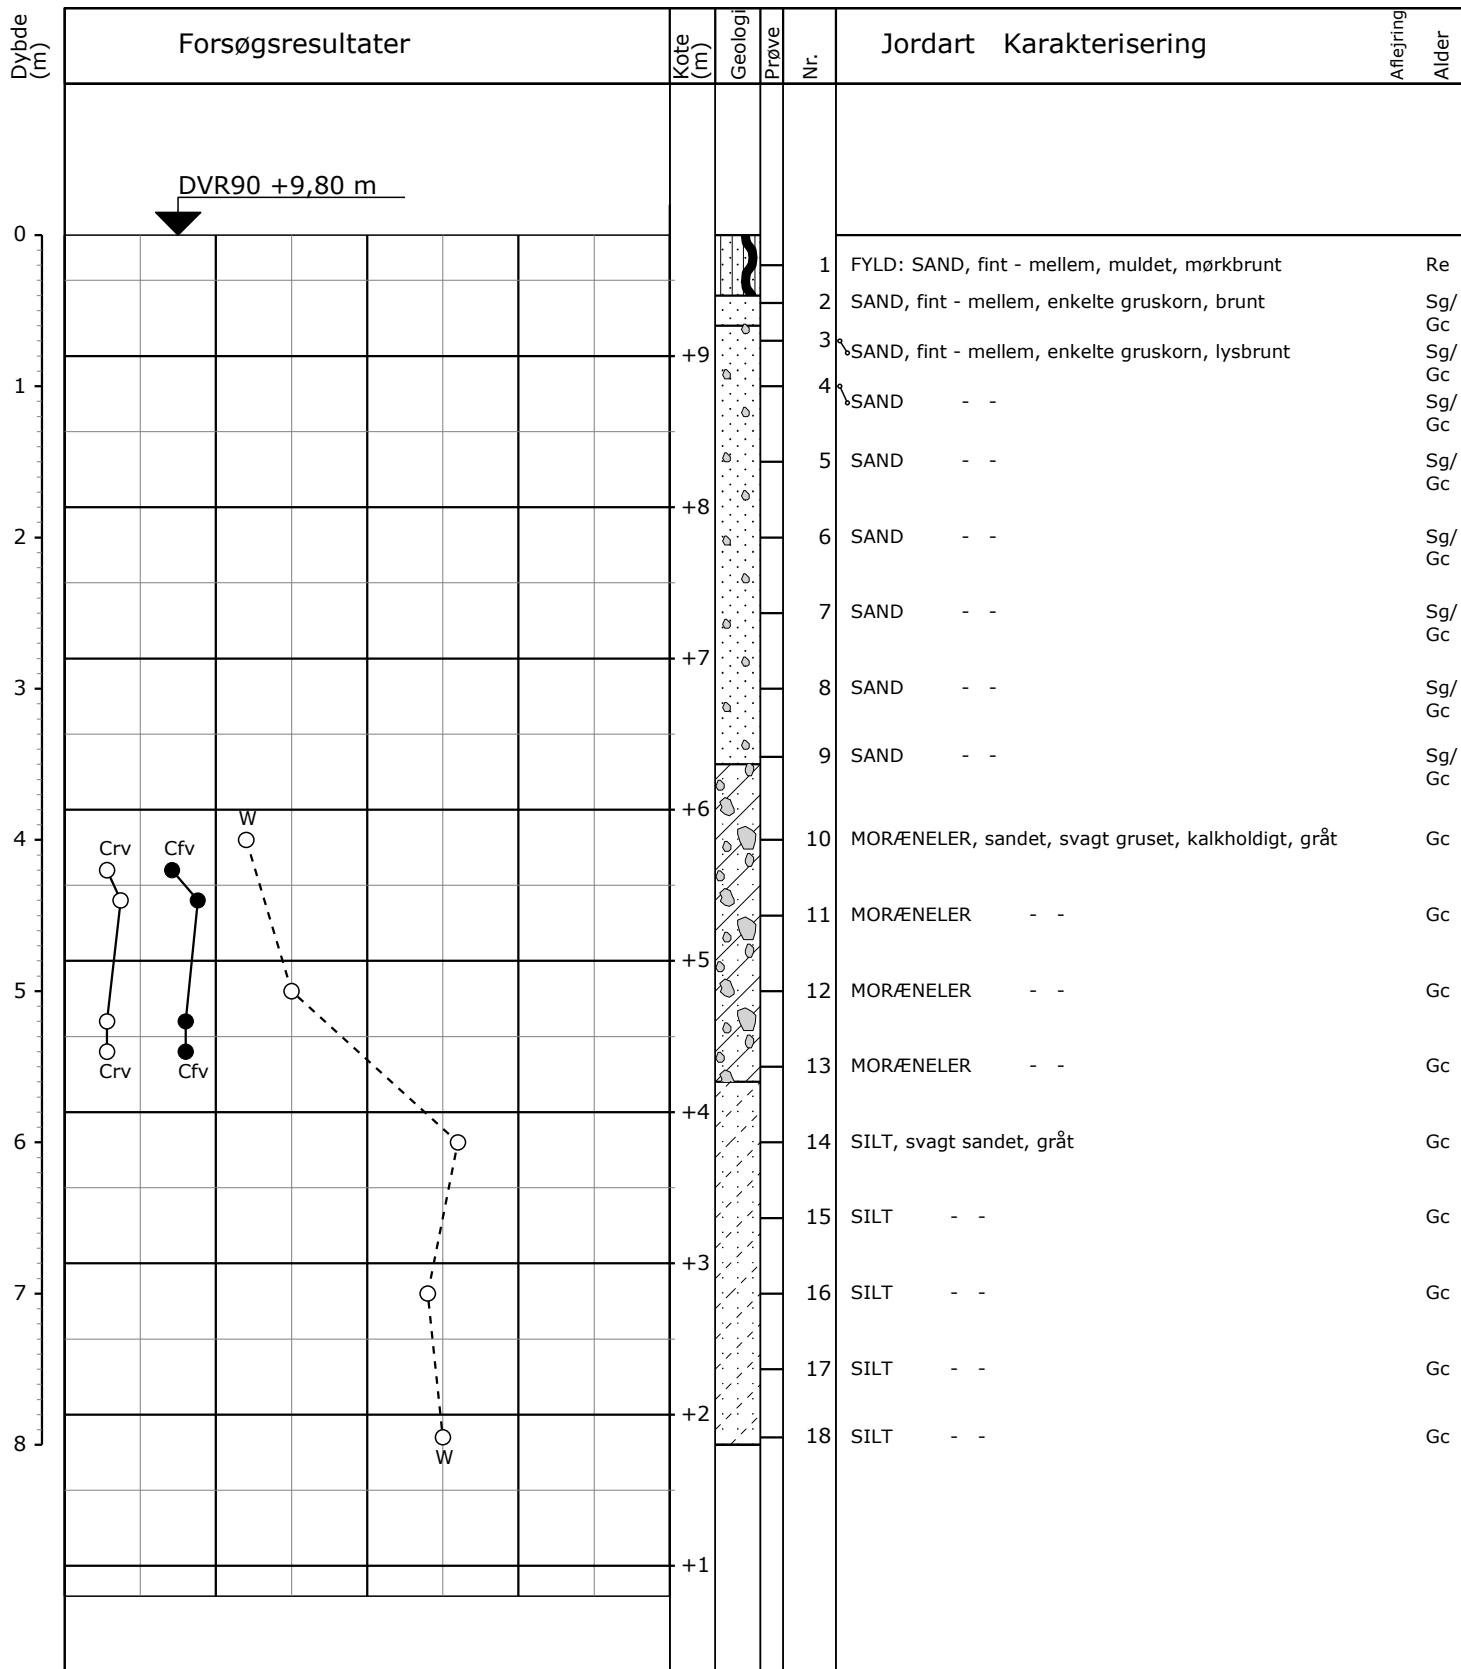 Dybde (m)
Forsøgsresultater
Kote (m)
Geologi
Prøve
Nr.
Jordart Karakterisering
Aflejring
Alder
DVR90 +9,80 m
0
1 FYLD: SAND, fint - mellem, muldet, mørkbrunt Re
2 SAND, fint - mellem, enkelte gruskorn, brunt Sg/
Gc
3 SAND, fint - mellem, enkelte gruskorn, lysbrunt Sg/
Gc
+9
1
4 SAND - - Sg/
Gc
5 SAND - - Sg/
Gc
+8
2
6 SAND - - Sg/
Gc
7 SAND - - Sg/
Gc
+7
3
8 SAND - - Sg/
Gc
9 SAND - - Sg/
Gc
+6
W
4
10 MORÆNELER, sandet, svagt gruset, kalkholdigt, gråt Gc
Crv Cfv
11 MORÆNELER - - Gc
+5
5
12 MORÆNELER - - Gc
Crv Cfv
13 MORÆNELER - - Gc
+4
6
14 SILT, svagt sandet, gråt Gc
15 SILT - - Gc
+3
7
16 SILT - - Gc
17 SILT - - Gc
+2
8
18 SILT - - Gc
W
+1